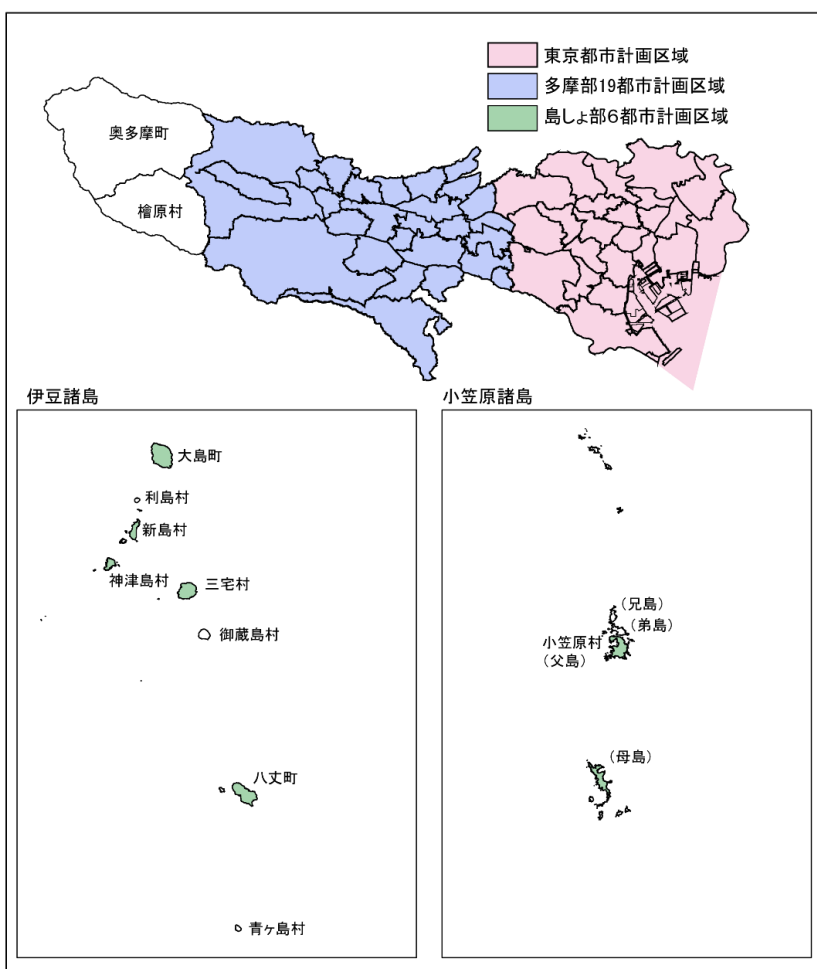 東京都市計画区域
多摩部19都市計画区域
島しょ部6都市計画区域
奥多摩町
檜原村
伊豆諸島
大島町
利島村
新島村
神津島村
三宅村
御蔵島村
八丈町
青ヶ島村
小笠原諸島
（兄島）
（弟島）
小笠原村
（父島）
（母島）